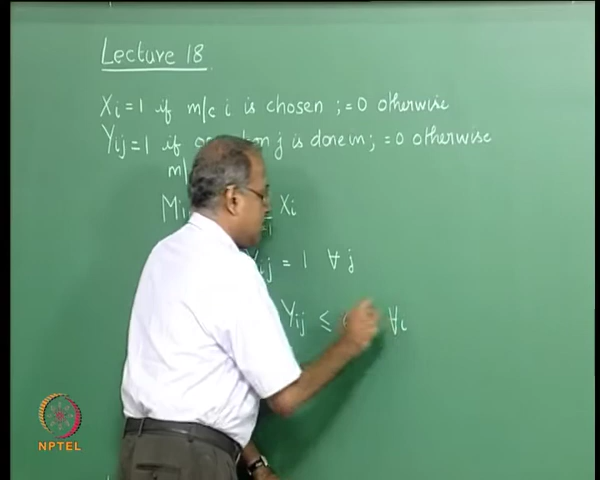 Lecture 18
Xi = 1 if m/c i is chosen ; = 0 otherwise
Yij = 1 if j is done in ; = 0 otherwise
Xi
= 1 ∀ j
Yij ≤ ∀i
NPTEL